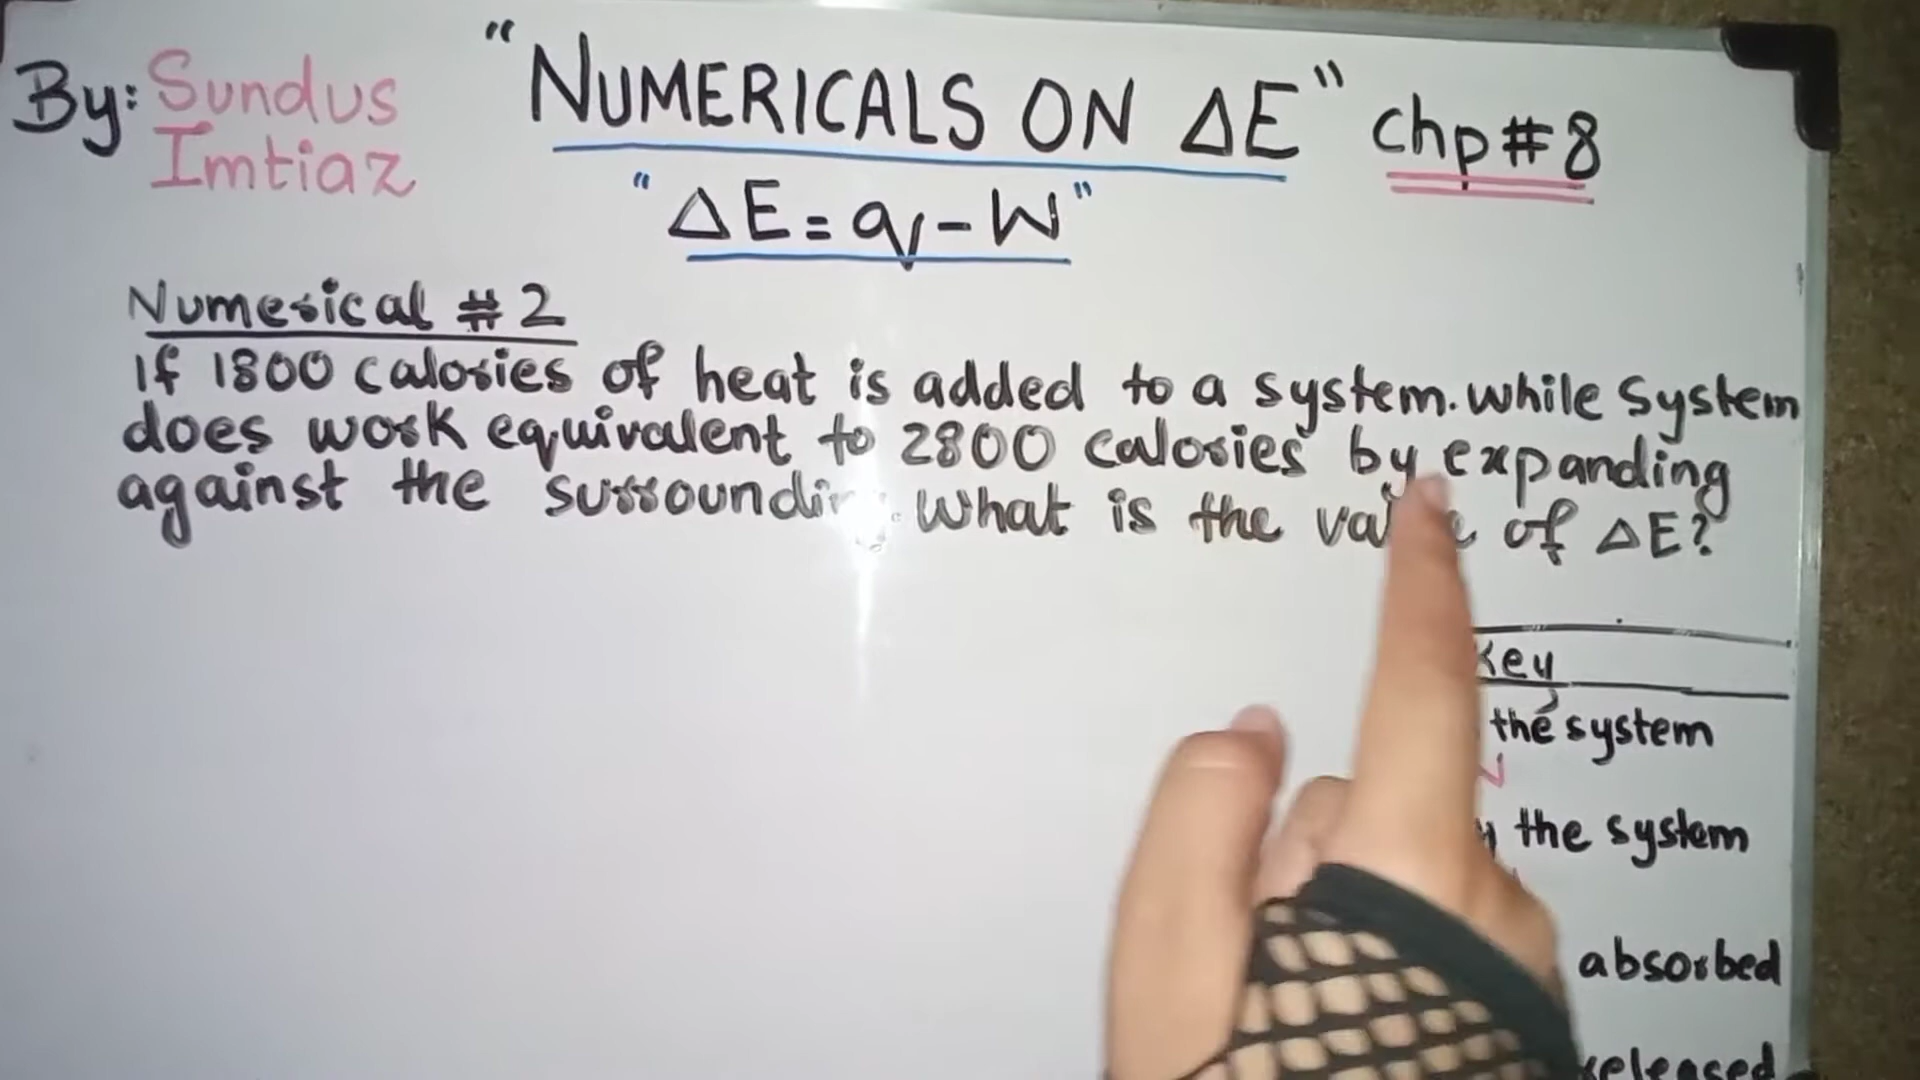 By: Sundus Imtiaz
"NUMERICALS ON ΔE" chp#8
"ΔE = q - W"
Numerical #2
If 1800 calories of heat is added to a system. while system
does work equivalent to 2800 calories by expanding
against the What is the of ΔE?
Key
the system
the system
absorbed
released